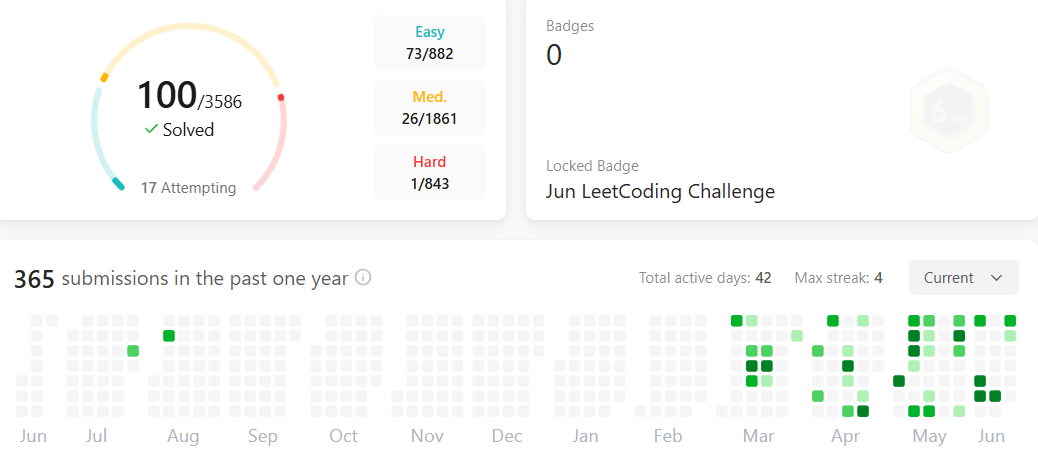 Easy
73/882
100/3586
Solved
17 Attempting
Med.
26/1861
Hard
1/843
Badges
0
Locked Badge
Jun LeetCoding Challenge
365 submissions in the past one year
Total active days: 42
Max streak: 4
Current
Jun Jul Aug Sep Oct Nov Dec Jan Feb Mar Apr May Jun